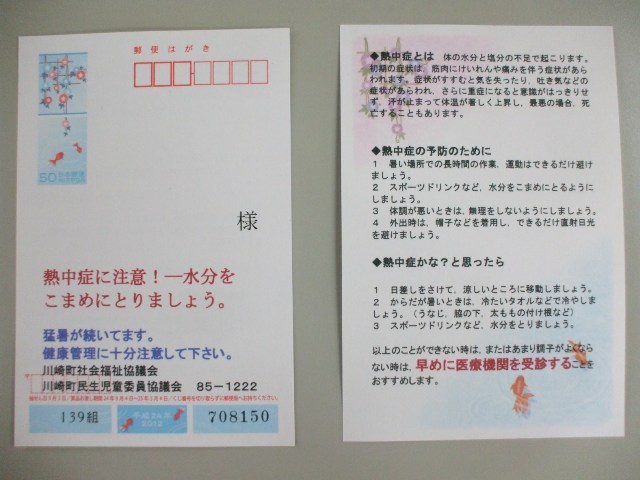 郵便はがき
50
様
熱中症に注意！―水分を
こまめにとりましょう。
猛暑が続いてます。
健康管理に十分注意して下さい。
川崎町社会福祉協議会
川崎町民生児童委員協議会　85－1222
139組
平成24年
2012
708150
◆熱中症とは　体の水分と塩分の不足で起こります。
初期の症状は、筋肉にけいれんや痛みを伴う症状があら
われます。症状がすすむと気を失ったり、吐き気などの
症状があらわれ、さらに重症になると意識がはっきりせ
ず、汗が止まって体温が著しく上昇し、最悪の場合、死
亡することもあります。
◆熱中症の予防のために
1　暑い場所での長時間の作業、運動はできるだけ避け
ましょう。
2　スポーツドリンクなど、水分をこまめにとるように
しましょう。
3　体調が悪いときは、無理をしないようにしましょう。
4　外出時は、帽子などを着用し、できるだけ直射日光
を避けましょう。
◆熱中症かな？と思ったら
1　日差しをさけて、涼しいところに移動しましょう。
2　からだが暑いときは、冷たいタオルなどで冷やしま
しょう。（うなじ、脇の下、太ももの付け根など）
3　スポーツドリンクなど、水分をとりましょう。
以上のことができない時は、またはあまり調子がよくなら
ない時は、早めに医療機関を受診することを
おすすめします。